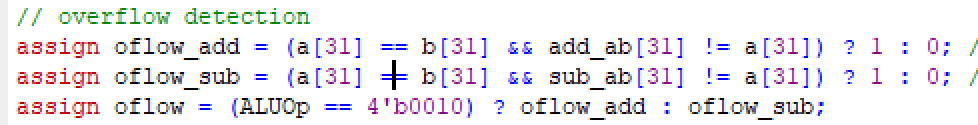 // overflow detection
assign oflow_add = (a[31] == b[31] && add_ab[31] != a[31]) ? 1 : 0; /
assign oflow_sub = (a[31] == b[31] && sub_ab[31] != a[31]) ? 1 : 0; /
assign oflow = (ALUOp == 4'b0010) ? oflow_add : oflow_sub;